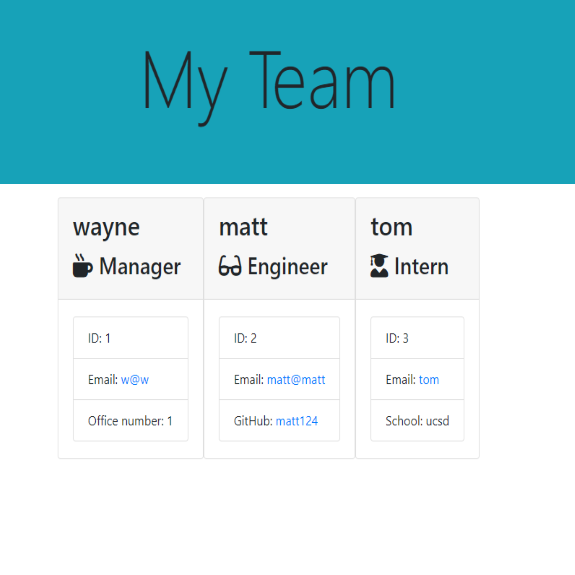 My Team
wayne
Manager
ID: 1
Email: w@w
Office number: 1
matt
Engineer
ID: 2
Email: matt@matt
GitHub: matt124
tom
Intern
ID: 3
Email: tom
School: ucsd